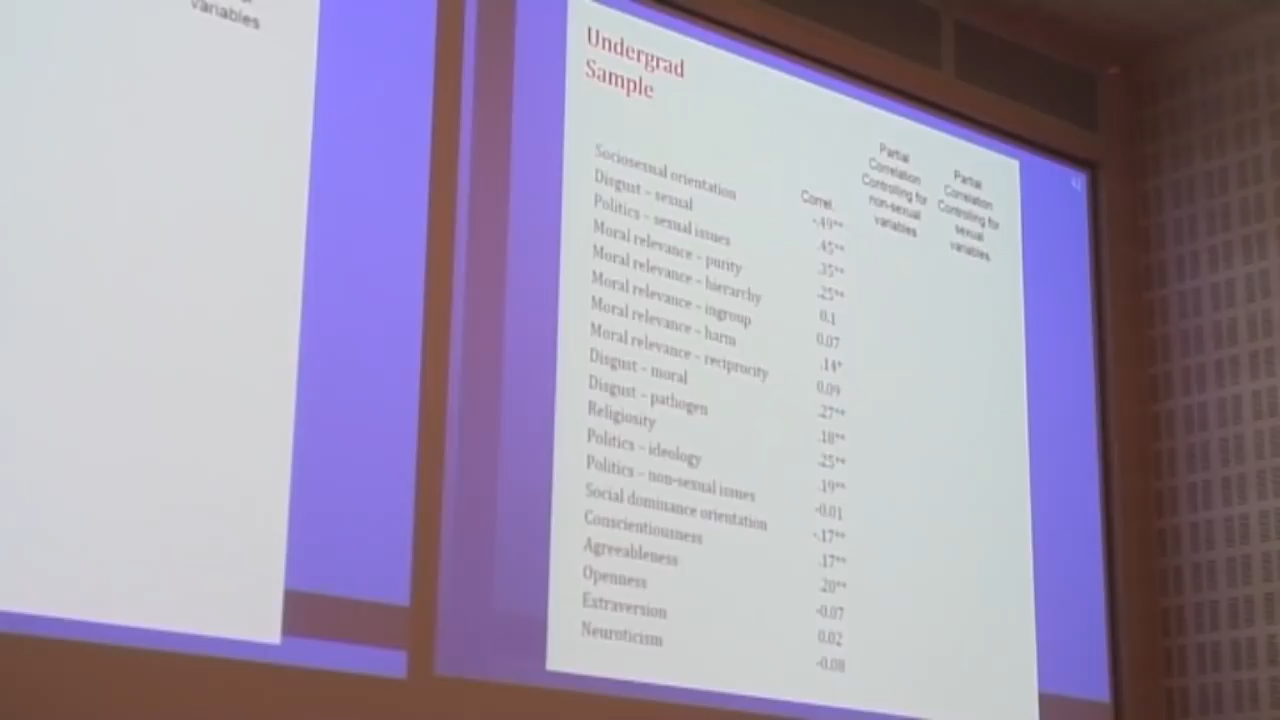 variables
Undergrad
Sample
Correl.
Partial
Correlation
Controlling for
non-sexual
variables
Partial
Correlation
Controlling for
sexual
variables
Sociosexual orientation -.49**
Disgust – sexual .45**
Politics – sexual issues .35**
Moral relevance – purity .25**
Moral relevance – hierarchy 0.1
Moral relevance – ingroup 0.07
Moral relevance – harm .14*
Moral relevance – reciprocity 0.09
Disgust – moral .27**
Disgust – pathogen .18**
Religiosity .25**
Politics – ideology .19**
Politics – non-sexual issues -0.01
Social dominance orientation -.17**
Conscientiousness .17**
Agreeableness .20**
Openness -0.07
Extraversion 0.02
Neuroticism -0.08